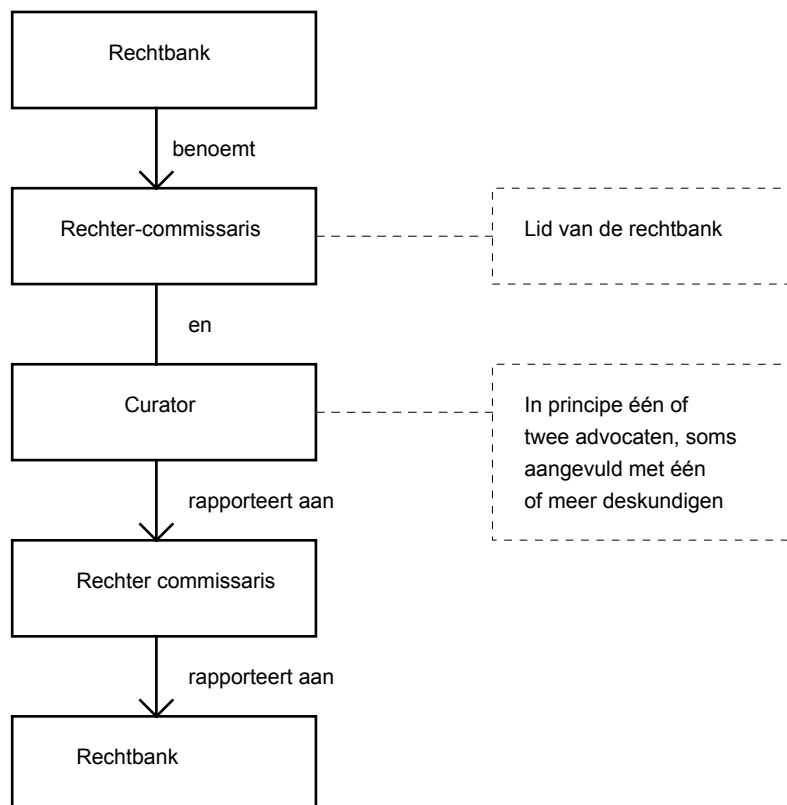 Rechtbank
benoemt
Rechter-commissaris
Lid van de rechtbank
en
Curator
In principe één of
twee advocaten, soms
aangevuld met één
of meer deskundigen
rapporteert aan
Rechter commissaris
rapporteert aan
Rechtbank